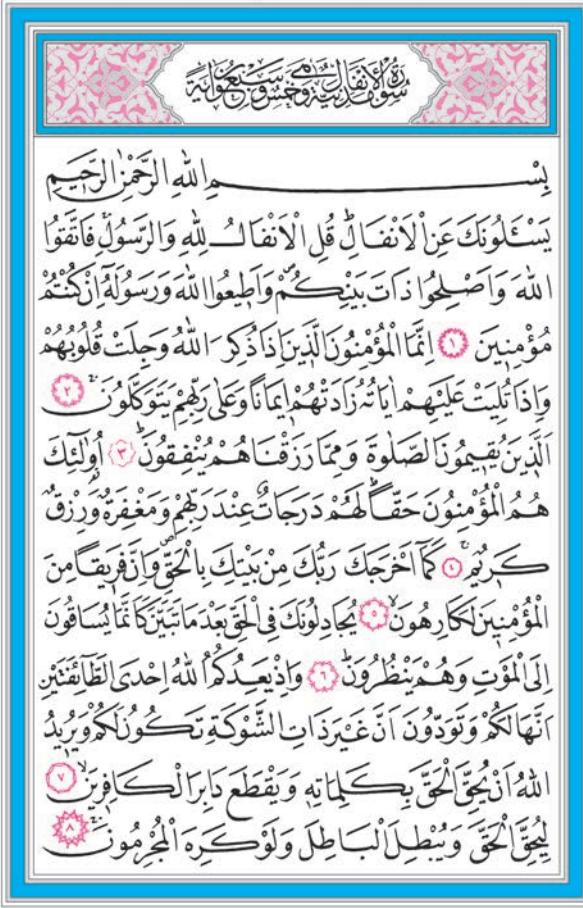 سُورَةُ الْاَنْفَالِ مَدَنِيَّةٌ وَهِيَ خَمْسٌ وَسَبْعُونَ اٰيَةً
بِسْمِ اللّٰهِ الرَّحْمٰنِ الرَّحٖيمِ
يَسْـَٔلُونَكَ عَنِ الْاَنْفَالِؕ قُلِ الْاَنْفَالُ لِلّٰهِ وَالرَّسُولِۚ فَاتَّقُوا
اللّٰهَ وَاَصْلِحُوا ذَاتَ بَيْنِكُمْۖ وَاَطٖيعُوا اللّٰهَ وَرَسُولَهُٓ اِنْ كُنْتُمْ
مُؤْمِنٖينَ ﴿١﴾ اِنَّمَا الْمُؤْمِنُونَ الَّذٖينَ اِذَا ذُكِرَ اللّٰهُ وَجِلَتْ قُلُوبُهُمْ
وَاِذَا تُلِيَتْ عَلَيْهِمْ اٰيَاتُهُ زَادَتْهُمْ اٖيمَاناً وَعَلٰى رَبِّهِمْ يَتَوَكَّلُونَۚ ﴿٢﴾
اَلَّذٖينَ يُقٖيمُونَ الصَّلٰوةَ وَمِمَّا رَزَقْنَاهُمْ يُنْفِقُونَؕ ﴿٣﴾ اُو۬لٰٓئِكَ
هُمُ الْمُؤْمِنُونَ حَقاًّؕ لَهُمْ دَرَجَاتٌ عِنْدَ رَبِّهِمْ وَمَغْفِرَةٌ وَرِزْقٌ
كَرٖيمٌۚ ﴿٤﴾ كَمَٓا اَخْرَجَكَ رَبُّكَ مِنْ بَيْتِكَ بِالْحَقِّࣕ وَاِنَّ فَرٖيقاً مِنَ
الْمُؤْمِنٖينَ لَكَارِهُونَۙ ﴿٥﴾ يُجَادِلُونَكَ فِي الْحَقِّ بَعْدَ مَا تَبَيَّنَ كَاَنَّمَا يُسَاقُونَ
اِلَى الْمَوْتِ وَهُمْ يَنْظُرُونَؕ ﴿٦﴾ وَاِذْ يَعِدُكُمُ اللّٰهُ اِحْدَى الطَّٓائِفَتَيْنِ
اَنَّهَا لَكُمْ وَتَوَدُّونَ اَنَّ غَيْرَ ذَاتِ الشَّوْكَةِ تَكُونُ لَكُمْ وَيُرٖيدُ
اللّٰهُ اَنْ يُحِقَّ الْحَقَّ بِكَلِمَاتِهٖ وَيَقْطَعَ دَابِرَ الْكَافِرٖينَۙ ﴿٧﴾
لِيُحِقَّ الْحَقَّ وَيُبْطِلَ الْبَاطِلَ وَلَوْ كَرِهَ الْمُجْرِمُونَۚ ﴿٨﴾